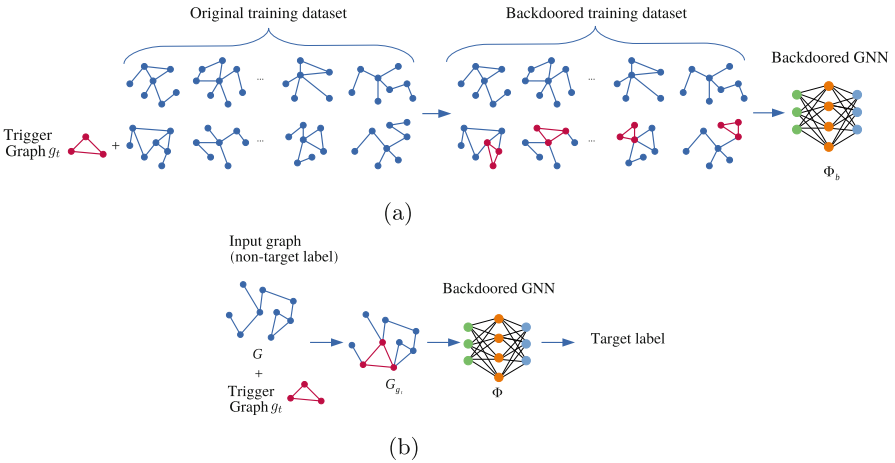 Original training dataset
Backdoored training dataset
Backdoored GNN
...
...
Trigger
Graph g_t
+
...
...
Φ_b
(a)
Input graph
(non-target label)
Backdoored GNN
Target label
G
+
Trigger
Graph g_t
G_{g_t}
Φ
(b)